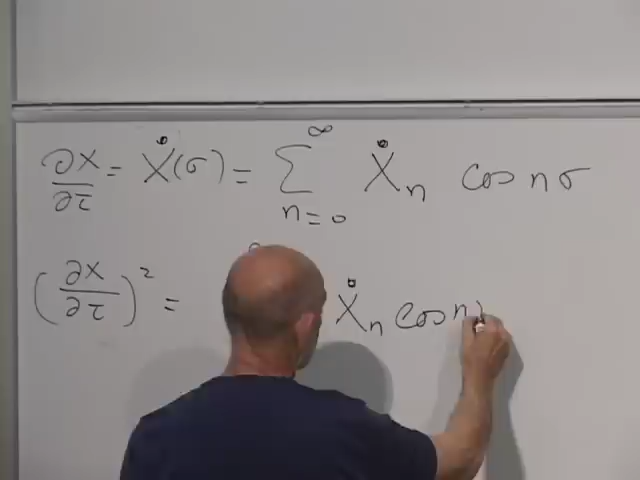 ∂X/∂τ = Ẋ(σ) = ∑_{n=0}^{∞} Ẋ_n cos nσ
(∂X/∂τ)² = Ẋ_n cos n